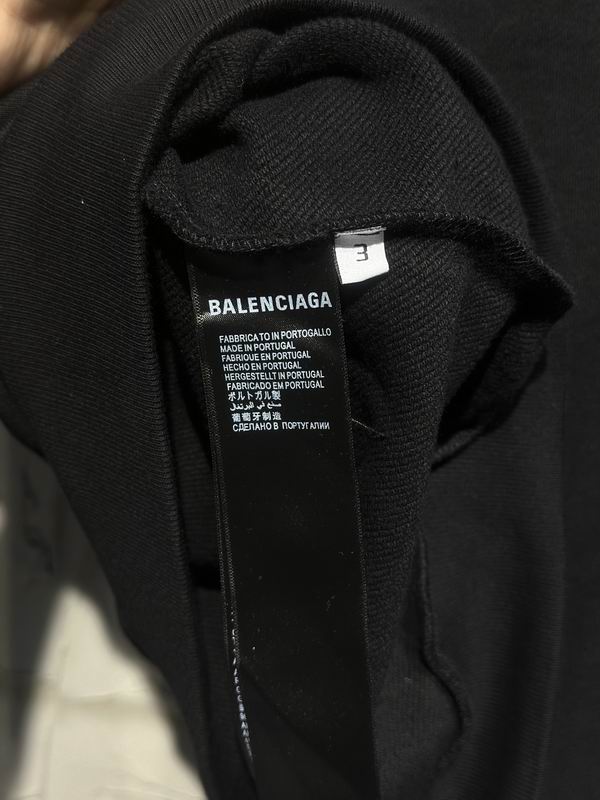 3
BALENCIAGA
FABBRICATO IN PORTOGALLO
MADE IN PORTUGAL
FABRIQUE EN PORTUGAL
HECHO EN PORTUGAL
HERGESTELLT IN PORTUGAL
FABRICADO EM PORTUGAL
ポルトガル製
صنع في البرتغال
葡萄牙制造
СДЕЛАНО В ПОРТУГАЛИИ